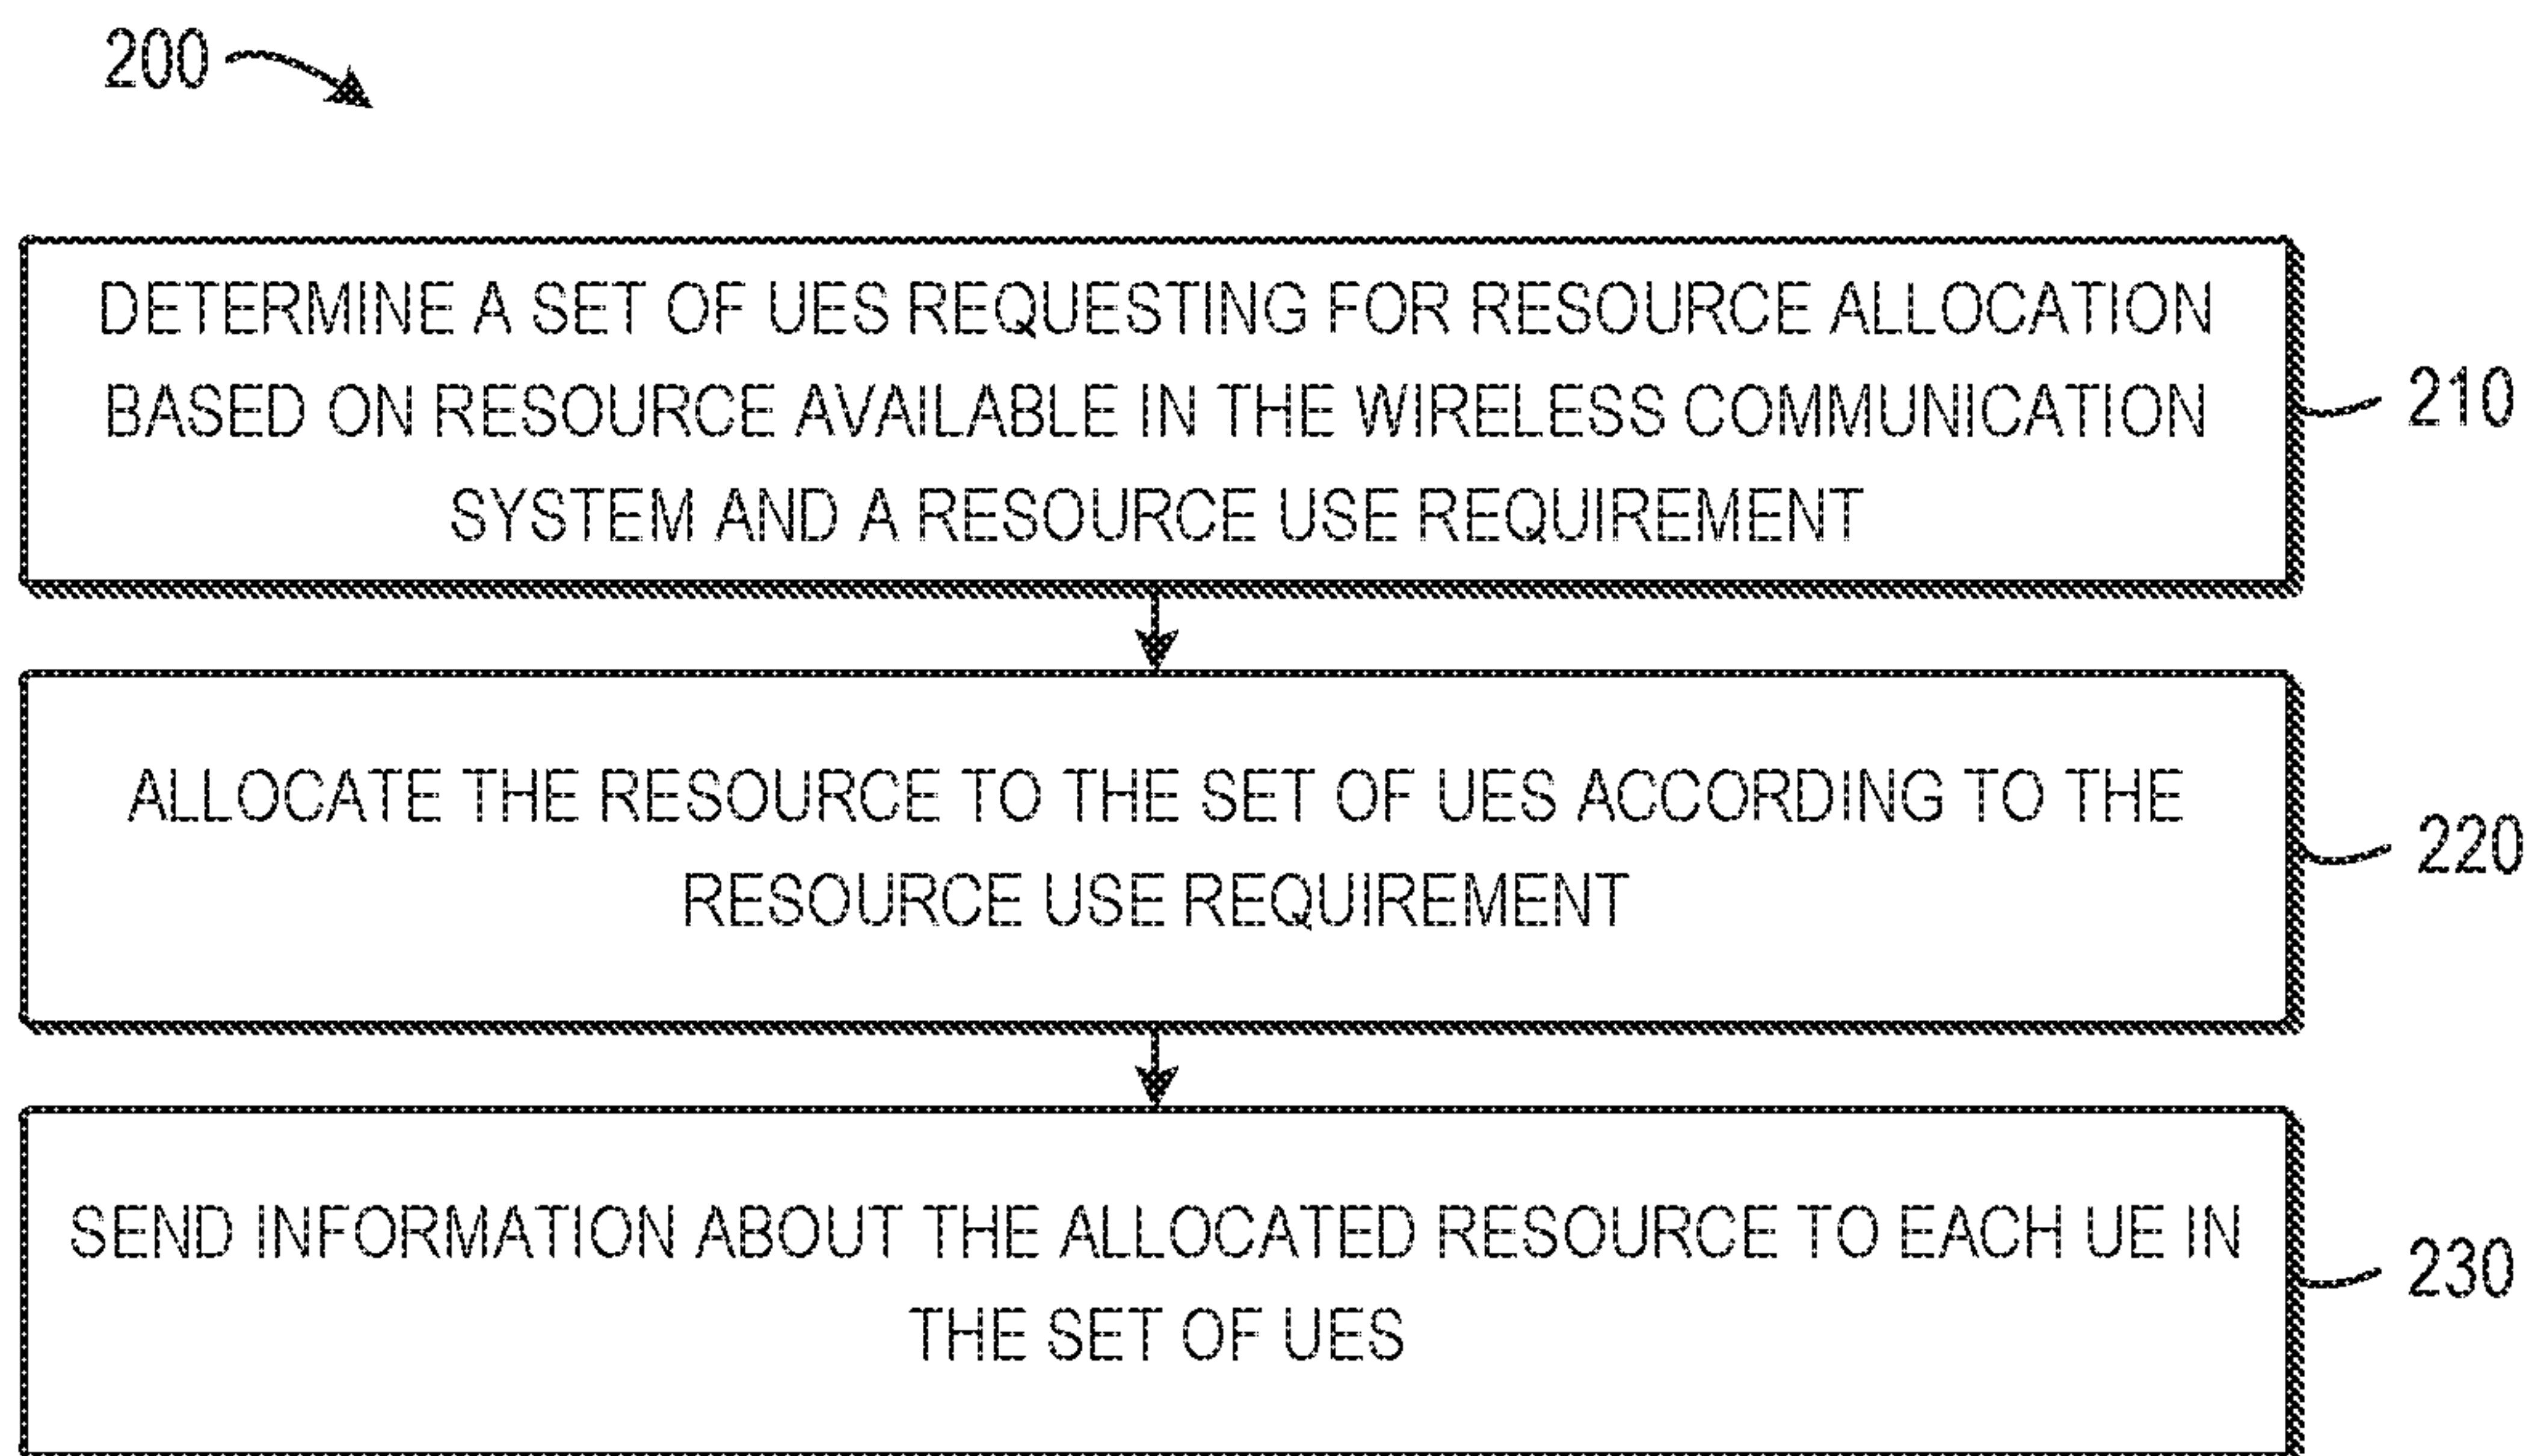 200
DETERMINE A SET OF UES REQUESTING FOR RESOURCE ALLOCATION
BASED ON RESOURCE AVAILABLE IN THE WIRELESS COMMUNICATION
SYSTEM AND A RESOURCE USE REQUIREMENT
210
ALLOCATE THE RESOURCE TO THE SET OF UES ACCORDING TO THE
RESOURCE USE REQUIREMENT
220
SEND INFORMATION ABOUT THE ALLOCATED RESOURCE TO EACH UE IN
THE SET OF UES
230